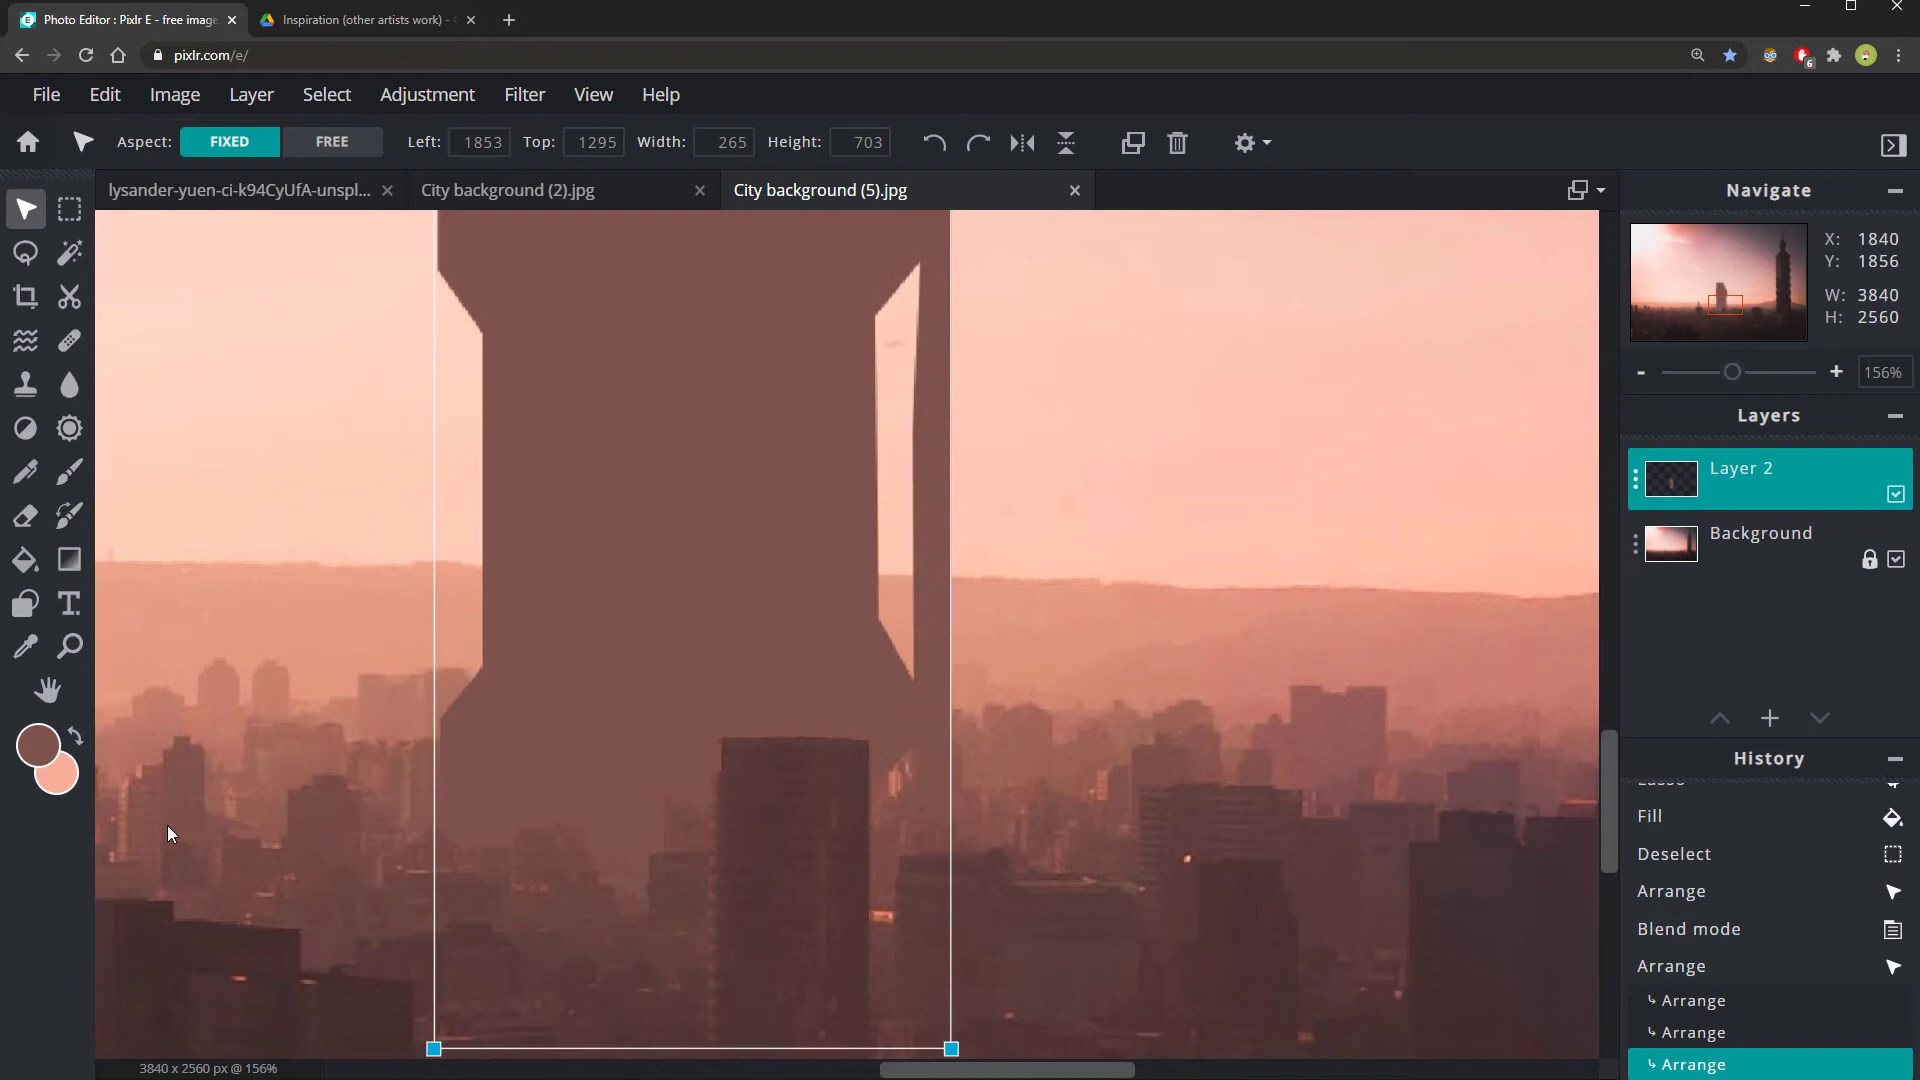 Photo Editor : Pixlr E - free image
Inspiration (other artists work) -
pixlr.com/e/
6
File Edit Image Layer Select Adjustment Filter View Help
Aspect: FIXED FREE Left: 1853 Top: 1295 Width: 265 Height: 703
lysander-yuen-ci-k94CyUfA-unspl...
City background (2).jpg
City background (5).jpg
Navigate
X: 1840
Y: 1856
W: 3840
H: 2560
- + 156%
Layers
Layer 2
Background
History
Fill
Deselect
Arrange
Blend mode
Arrange
Arrange
Arrange
Arrange
3840 x 2560 px @ 156%